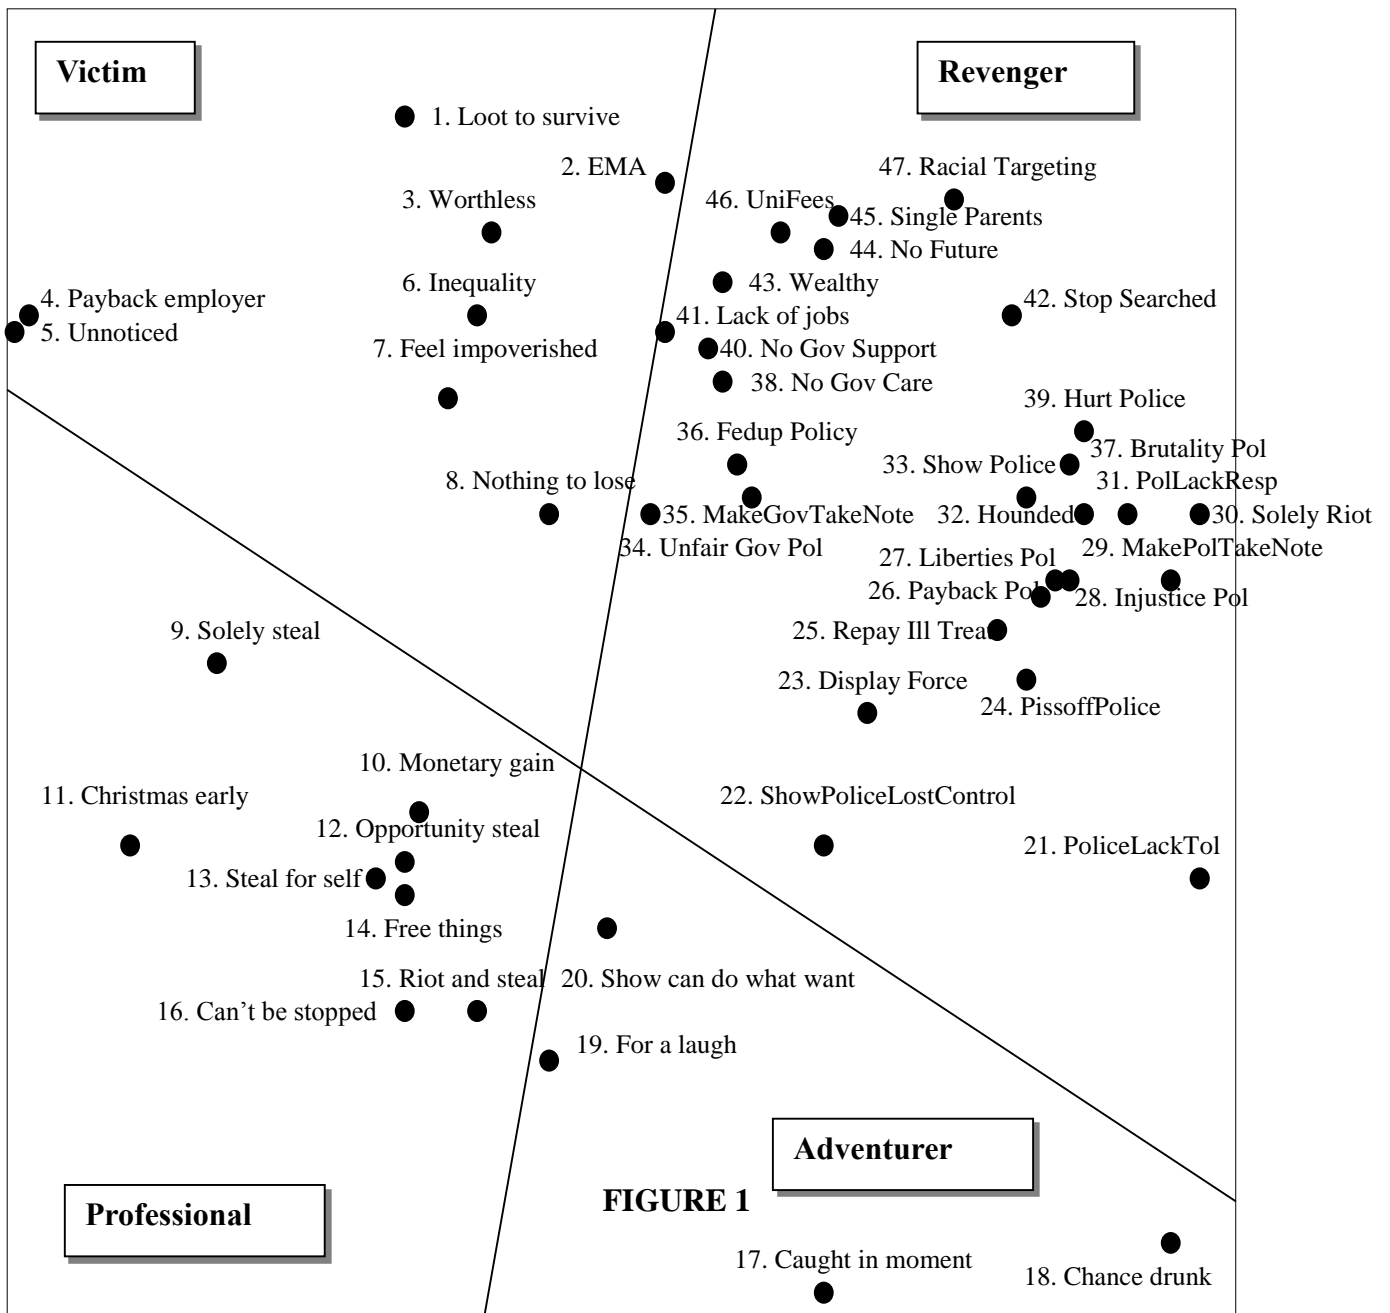 Victim
Revenger
1. Loot to survive
2. EMA
47. Racial Targeting
3. Worthless
46. UniFees
45. Single Parents
44. No Future
6. Inequality
43. Wealthy
4. Payback employer
42. Stop Searched
5. Unnoticed
41. Lack of jobs
7. Feel impoverished
40. No Gov Support
38. No Gov Care
39. Hurt Police
36. Fedup Policy
37. Brutality Pol
33. Show Police
8. Nothing to lose
31. PolLackResp
35. MakeGovTakeNote
32. Hounded
30. Solely Riot
34. Unfair Gov Pol
29. MakePolTakeNote
27. Liberties Pol
26. Payback Pol
28. Injustice Pol
9. Solely steal
25. Repay Ill Treat
23. Display Force
24. PissoffPolice
10. Monetary gain
11. Christmas early
22. ShowPoliceLostControl
12. Opportunity steal
21. PoliceLackTol
13. Steal for self
14. Free things
15. Riot and steal
20. Show can do what want
16. Can’t be stopped
19. For a laugh
Adventurer
FIGURE 1
Professional
17. Caught in moment
18. Chance drunk